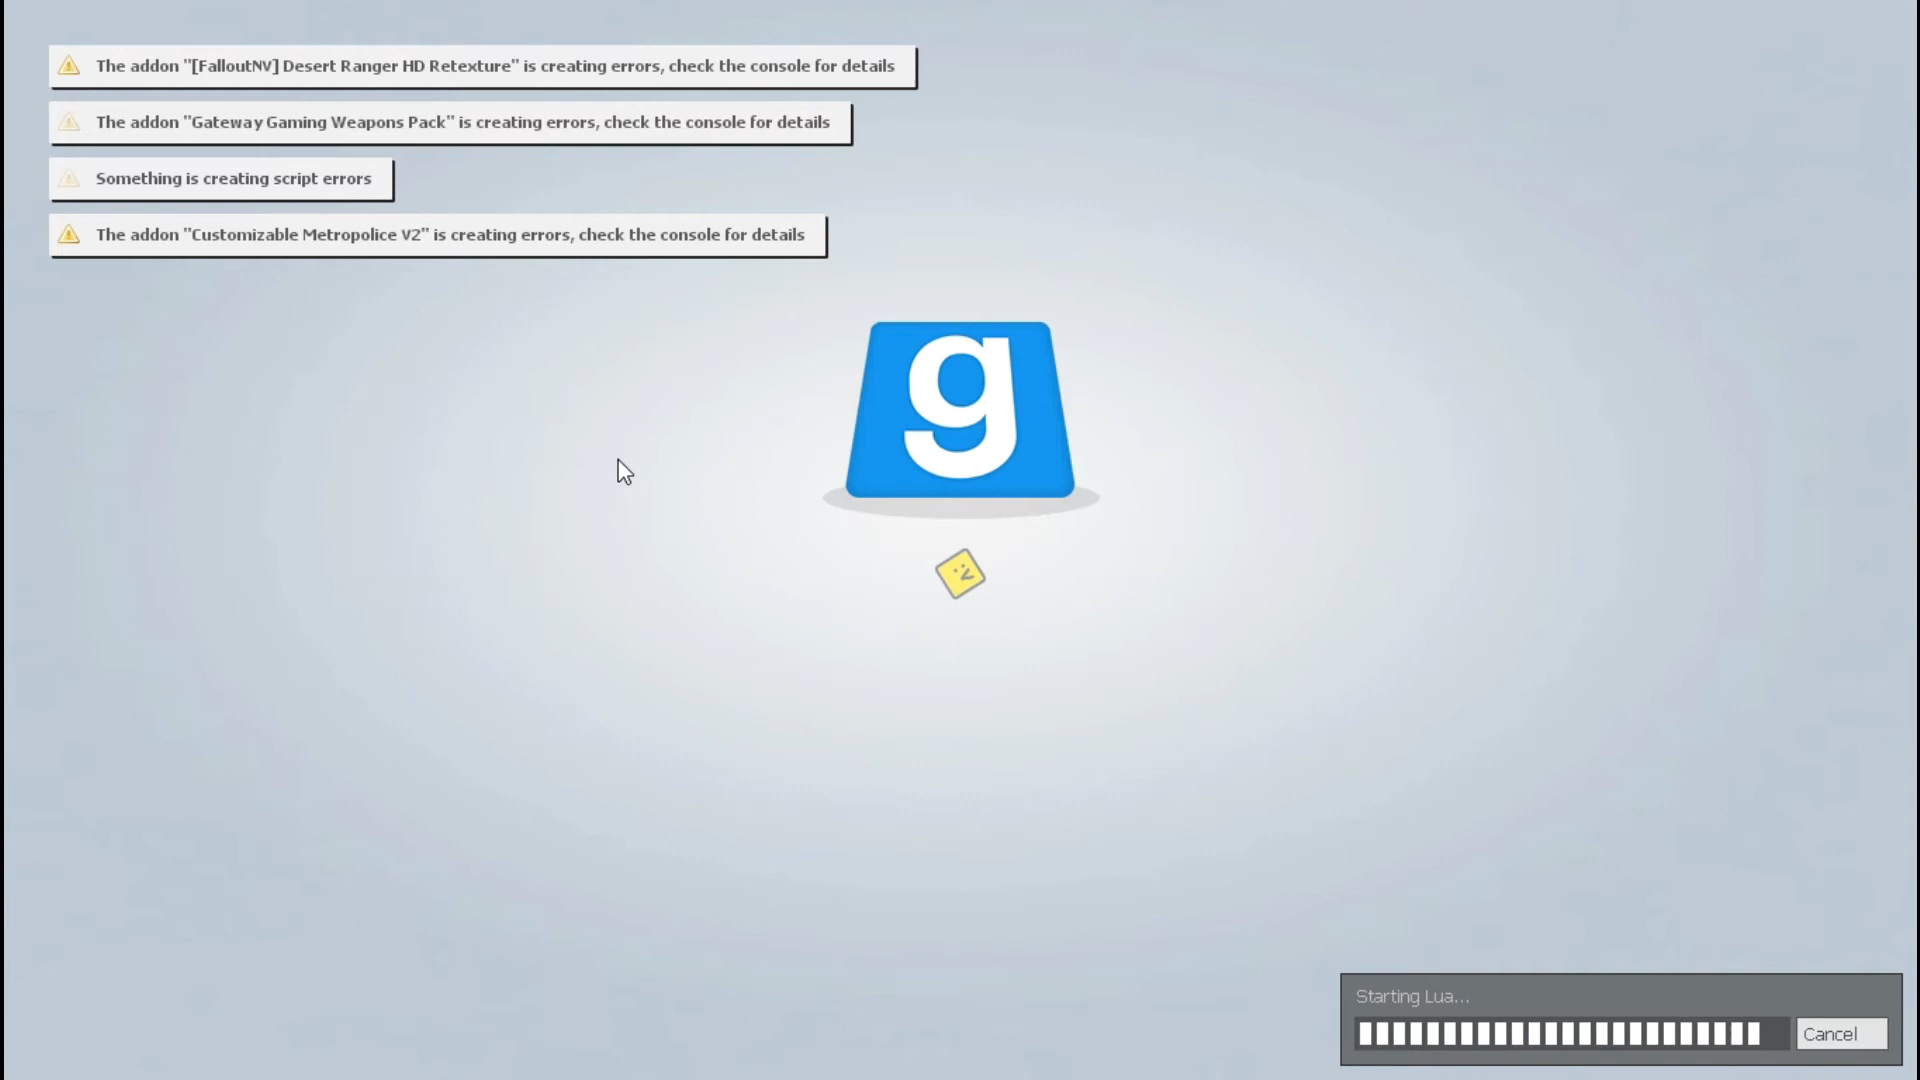 The addon "[FalloutNV] Desert Ranger HD Retexture" is creating errors, check the console for details
The addon "Gateway Gaming Weapons Pack" is creating errors, check the console for details
Something is creating script errors
The addon "Customizable Metropolice V2" is creating errors, check the console for details
g
Starting Lua...
Cancel